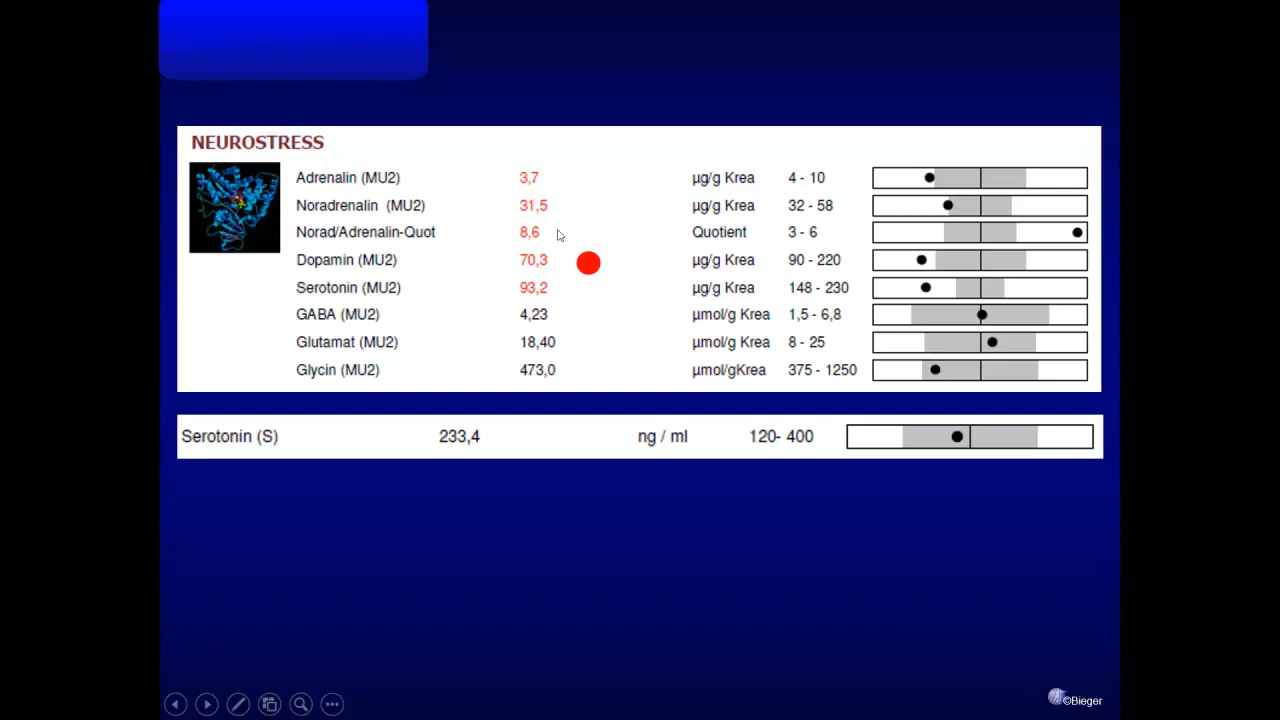 NEUROSTRESS
Adrenalin (MU2) 3,7 µg/g Krea 4 - 10
Noradrenalin (MU2) 31,5 µg/g Krea 32 - 58
Norad/Adrenalin-Quot 8,6 Quotient 3 - 6
Dopamin (MU2) 70,3 µg/g Krea 90 - 220
Serotonin (MU2) 93,2 µg/g Krea 148 - 230
GABA (MU2) 4,23 µmol/g Krea 1,5 - 6,8
Glutamat (MU2) 18,40 µmol/g Krea 8 - 25
Glycin (MU2) 473,0 µmol/gKrea 375 - 1250
Serotonin (S) 233,4 ng / ml 120- 400
©Bieger